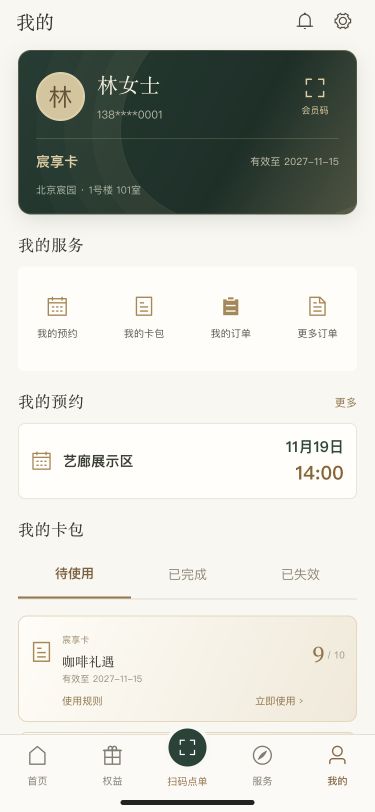 我的
林
林女士
138****0001
会员码
宸享卡
有效至 2027-11-15
北京宸园 · 1号楼 101室
我的服务
我的预约
我的卡包
我的订单
更多订单
我的预约
更多
艺廊展示区
11月19日
14:00
我的卡包
待使用
已完成
已失效
宸享卡
咖啡礼遇
有效至 2027-11-15
9 / 10
使用规则
立即使用 ›
首页
权益
扫码点单
服务
我的